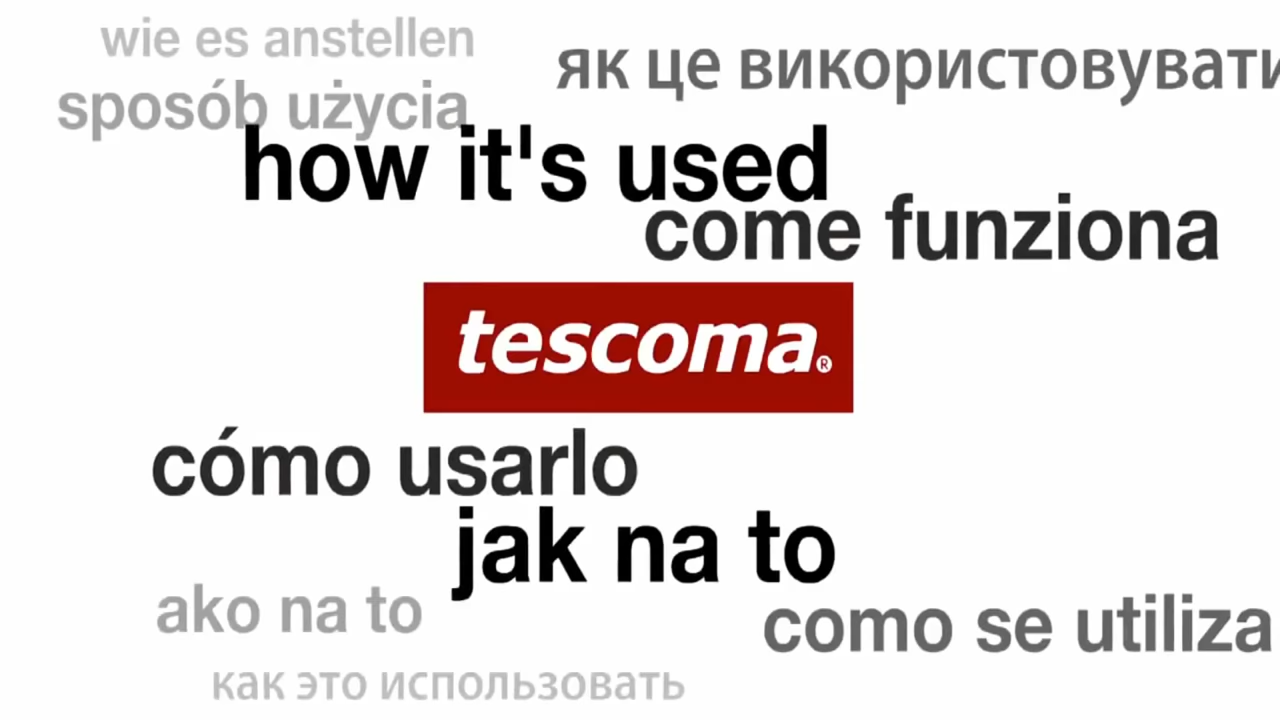 wie es anstellen
як це використовувати
sposób użycia
how it's used
come funziona
tescoma®
cómo usarlo
jak na to
ako na to
como se utiliza
как это использовать